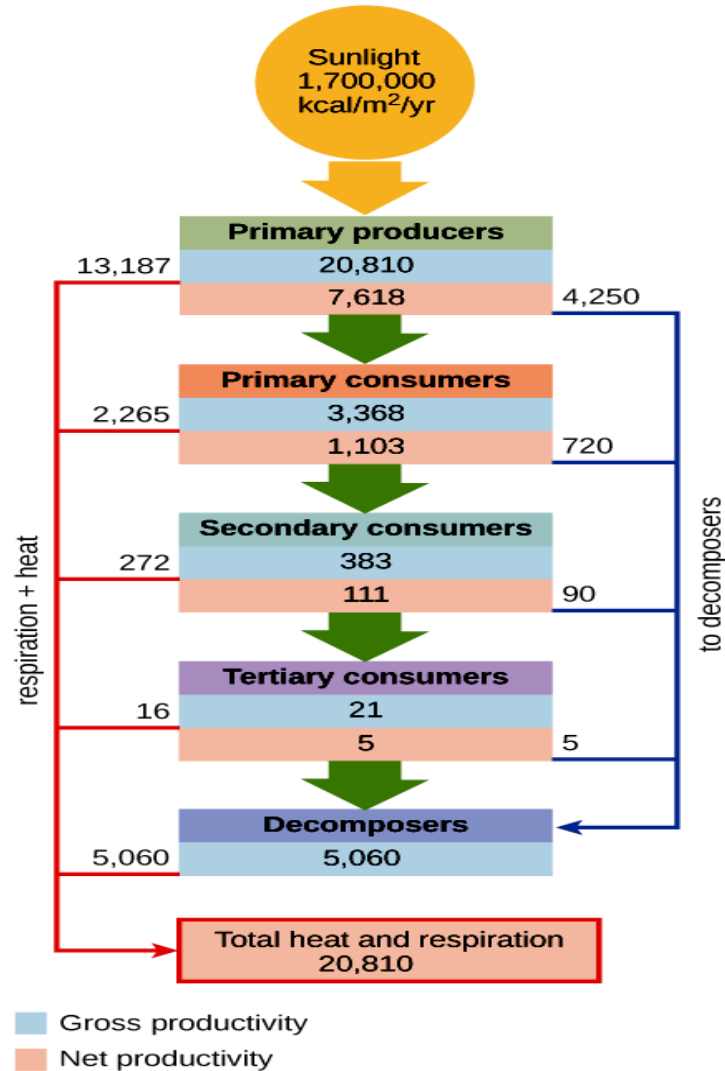 Sunlight
1,700,000
kcal/m²/yr
Primary producers
13,187
20,810
7,618
4,250
Primary consumers
2,265
3,368
1,103
720
Secondary consumers
272
383
111
90
Tertiary consumers
16
21
5
5
Decomposers
5,060
5,060
respiration + heat
to decomposers
Total heat and respiration
20,810
Gross productivity
Net productivity